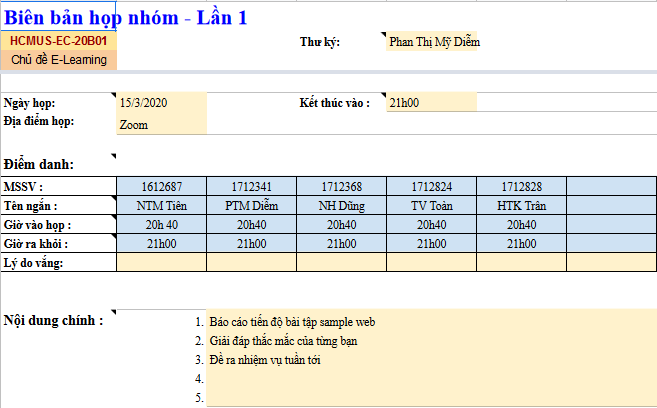 Biên bản họp nhóm - Lần 1
HCMUS-EC-20B01
Thư ký: Phan Thị Mỹ Diễm
Chủ đề E-Learning
Ngày họp: 15/3/2020 Kết thúc vào : 21h00
Địa điểm họp: Zoom
Điểm danh:
MSSV : 1612687 1712341 1712368 1712824 1712828
Tên ngắn : NTM Tiên PTM Diễm NH Dũng TV Toàn HTK Trân
Giờ vào họp : 20h 40 20h40 20h40 20h40 20h40
Giờ ra khỏi : 21h00 21h00 21h00 21h00 21h00
Lý do vắng:
Nội dung chính :
1. Báo cáo tiến độ bài tập sample web
2. Giải đáp thắc mắc của từng bạn
3. Đề ra nhiệm vụ tuần tới
4.
5.